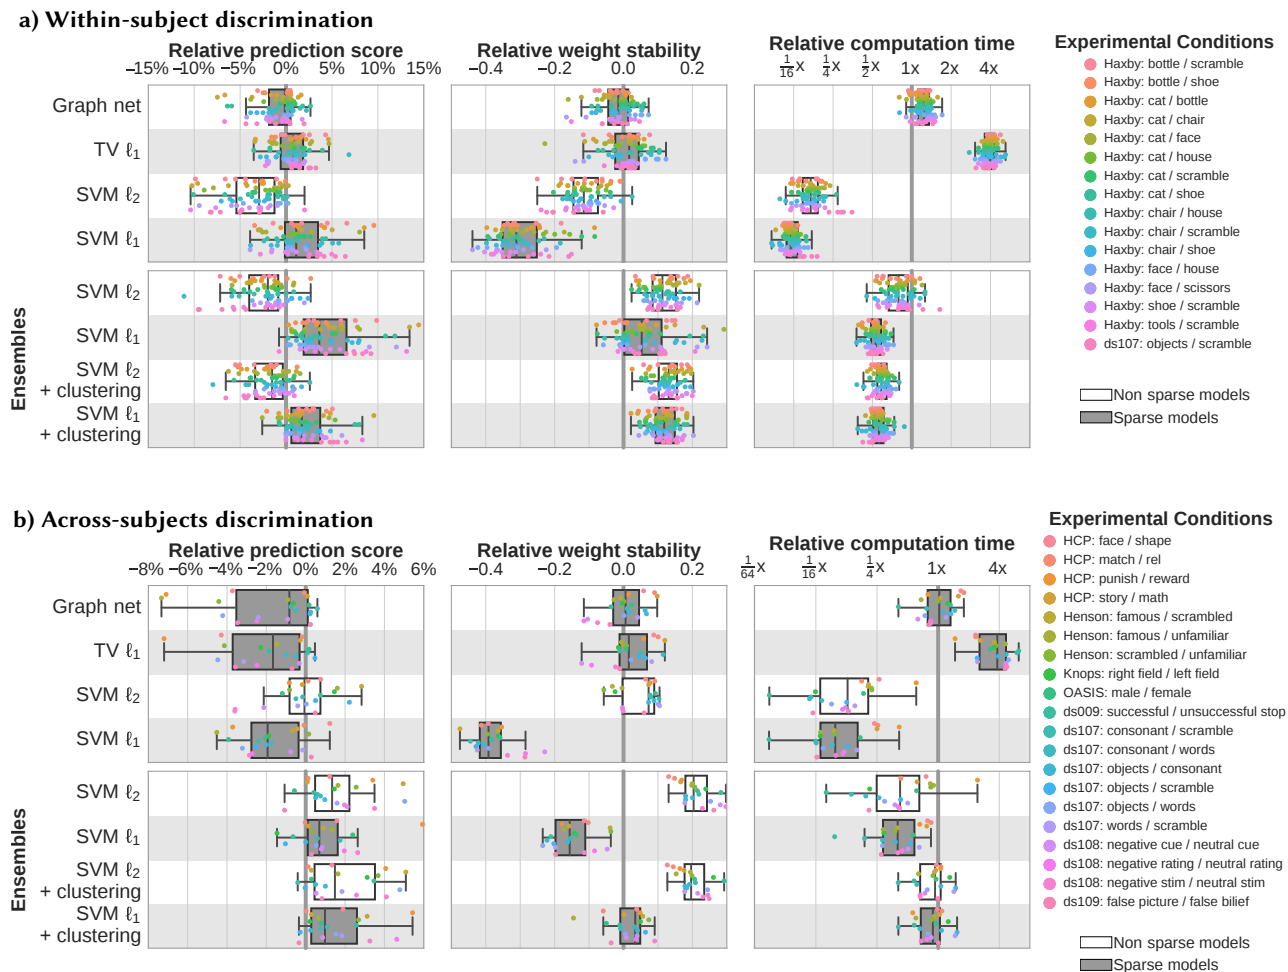 a) Within-subject discrimination
Relative prediction score
−15% −10% −5% 0% 5% 10% 15%
Relative weight stability
−0.4 −0.2 0.0 0.2
Relative computation time
1/16x 1/4x 1/2x 1x 2x 4x
Graph net
TV ℓ1
SVM ℓ2
SVM ℓ1
Ensembles
SVM ℓ2
SVM ℓ1
SVM ℓ2
+ clustering
SVM ℓ1
+ clustering
Experimental Conditions
Haxby: bottle / scramble
Haxby: bottle / shoe
Haxby: cat / bottle
Haxby: cat / chair
Haxby: cat / face
Haxby: cat / house
Haxby: cat / scramble
Haxby: cat / shoe
Haxby: chair / house
Haxby: chair / scramble
Haxby: chair / shoe
Haxby: face / house
Haxby: face / scissors
Haxby: shoe / scramble
Haxby: tools / scramble
ds107: objects / scramble
Non sparse models
Sparse models
b) Across-subjects discrimination
Relative prediction score
−8% −6% −4% −2% 0% 2% 4% 6%
Relative weight stability
−0.4 −0.2 0.0 0.2
Relative computation time
1/64x 1/16x 1/4x 1x 4x
Graph net
TV ℓ1
SVM ℓ2
SVM ℓ1
Ensembles
SVM ℓ2
SVM ℓ1
SVM ℓ2
+ clustering
SVM ℓ1
+ clustering
Experimental Conditions
HCP: face / shape
HCP: match / rel
HCP: punish / reward
HCP: story / math
Henson: famous / scrambled
Henson: famous / unfamiliar
Henson: scrambled / unfamiliar
Knops: right field / left field
OASIS: male / female
ds009: successful / unsuccessful stop
ds107: consonant / scramble
ds107: consonant / words
ds107: objects / consonant
ds107: objects / scramble
ds107: objects / words
ds107: words / scramble
ds108: negative cue / neutral cue
ds108: negative rating / neutral rating
ds108: negative stim / neutral stim
ds109: false picture / false bilief
Non sparse models
Sparse models